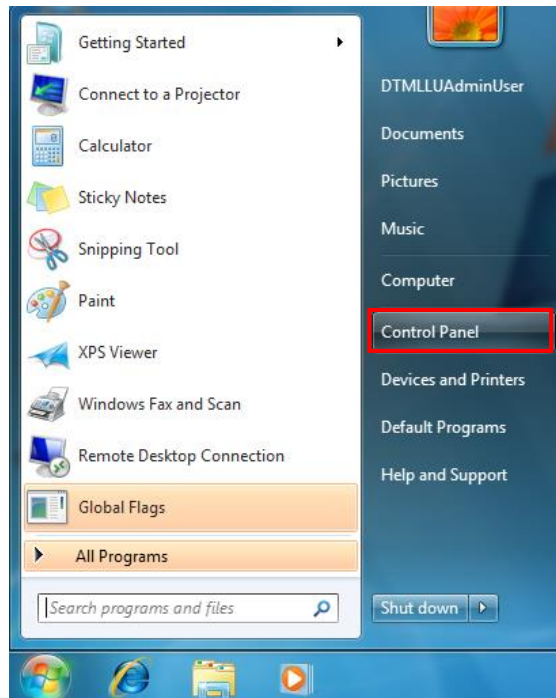 Getting Started
Connect to a Projector
Calculator
Sticky Notes
Snipping Tool
Paint
XPS Viewer
Windows Fax and Scan
Remote Desktop Connection
Global Flags
All Programs
Search programs and files
DTMLLUAdminUser
Documents
Pictures
Music
Computer
Control Panel
Devices and Printers
Default Programs
Help and Support
Shut down